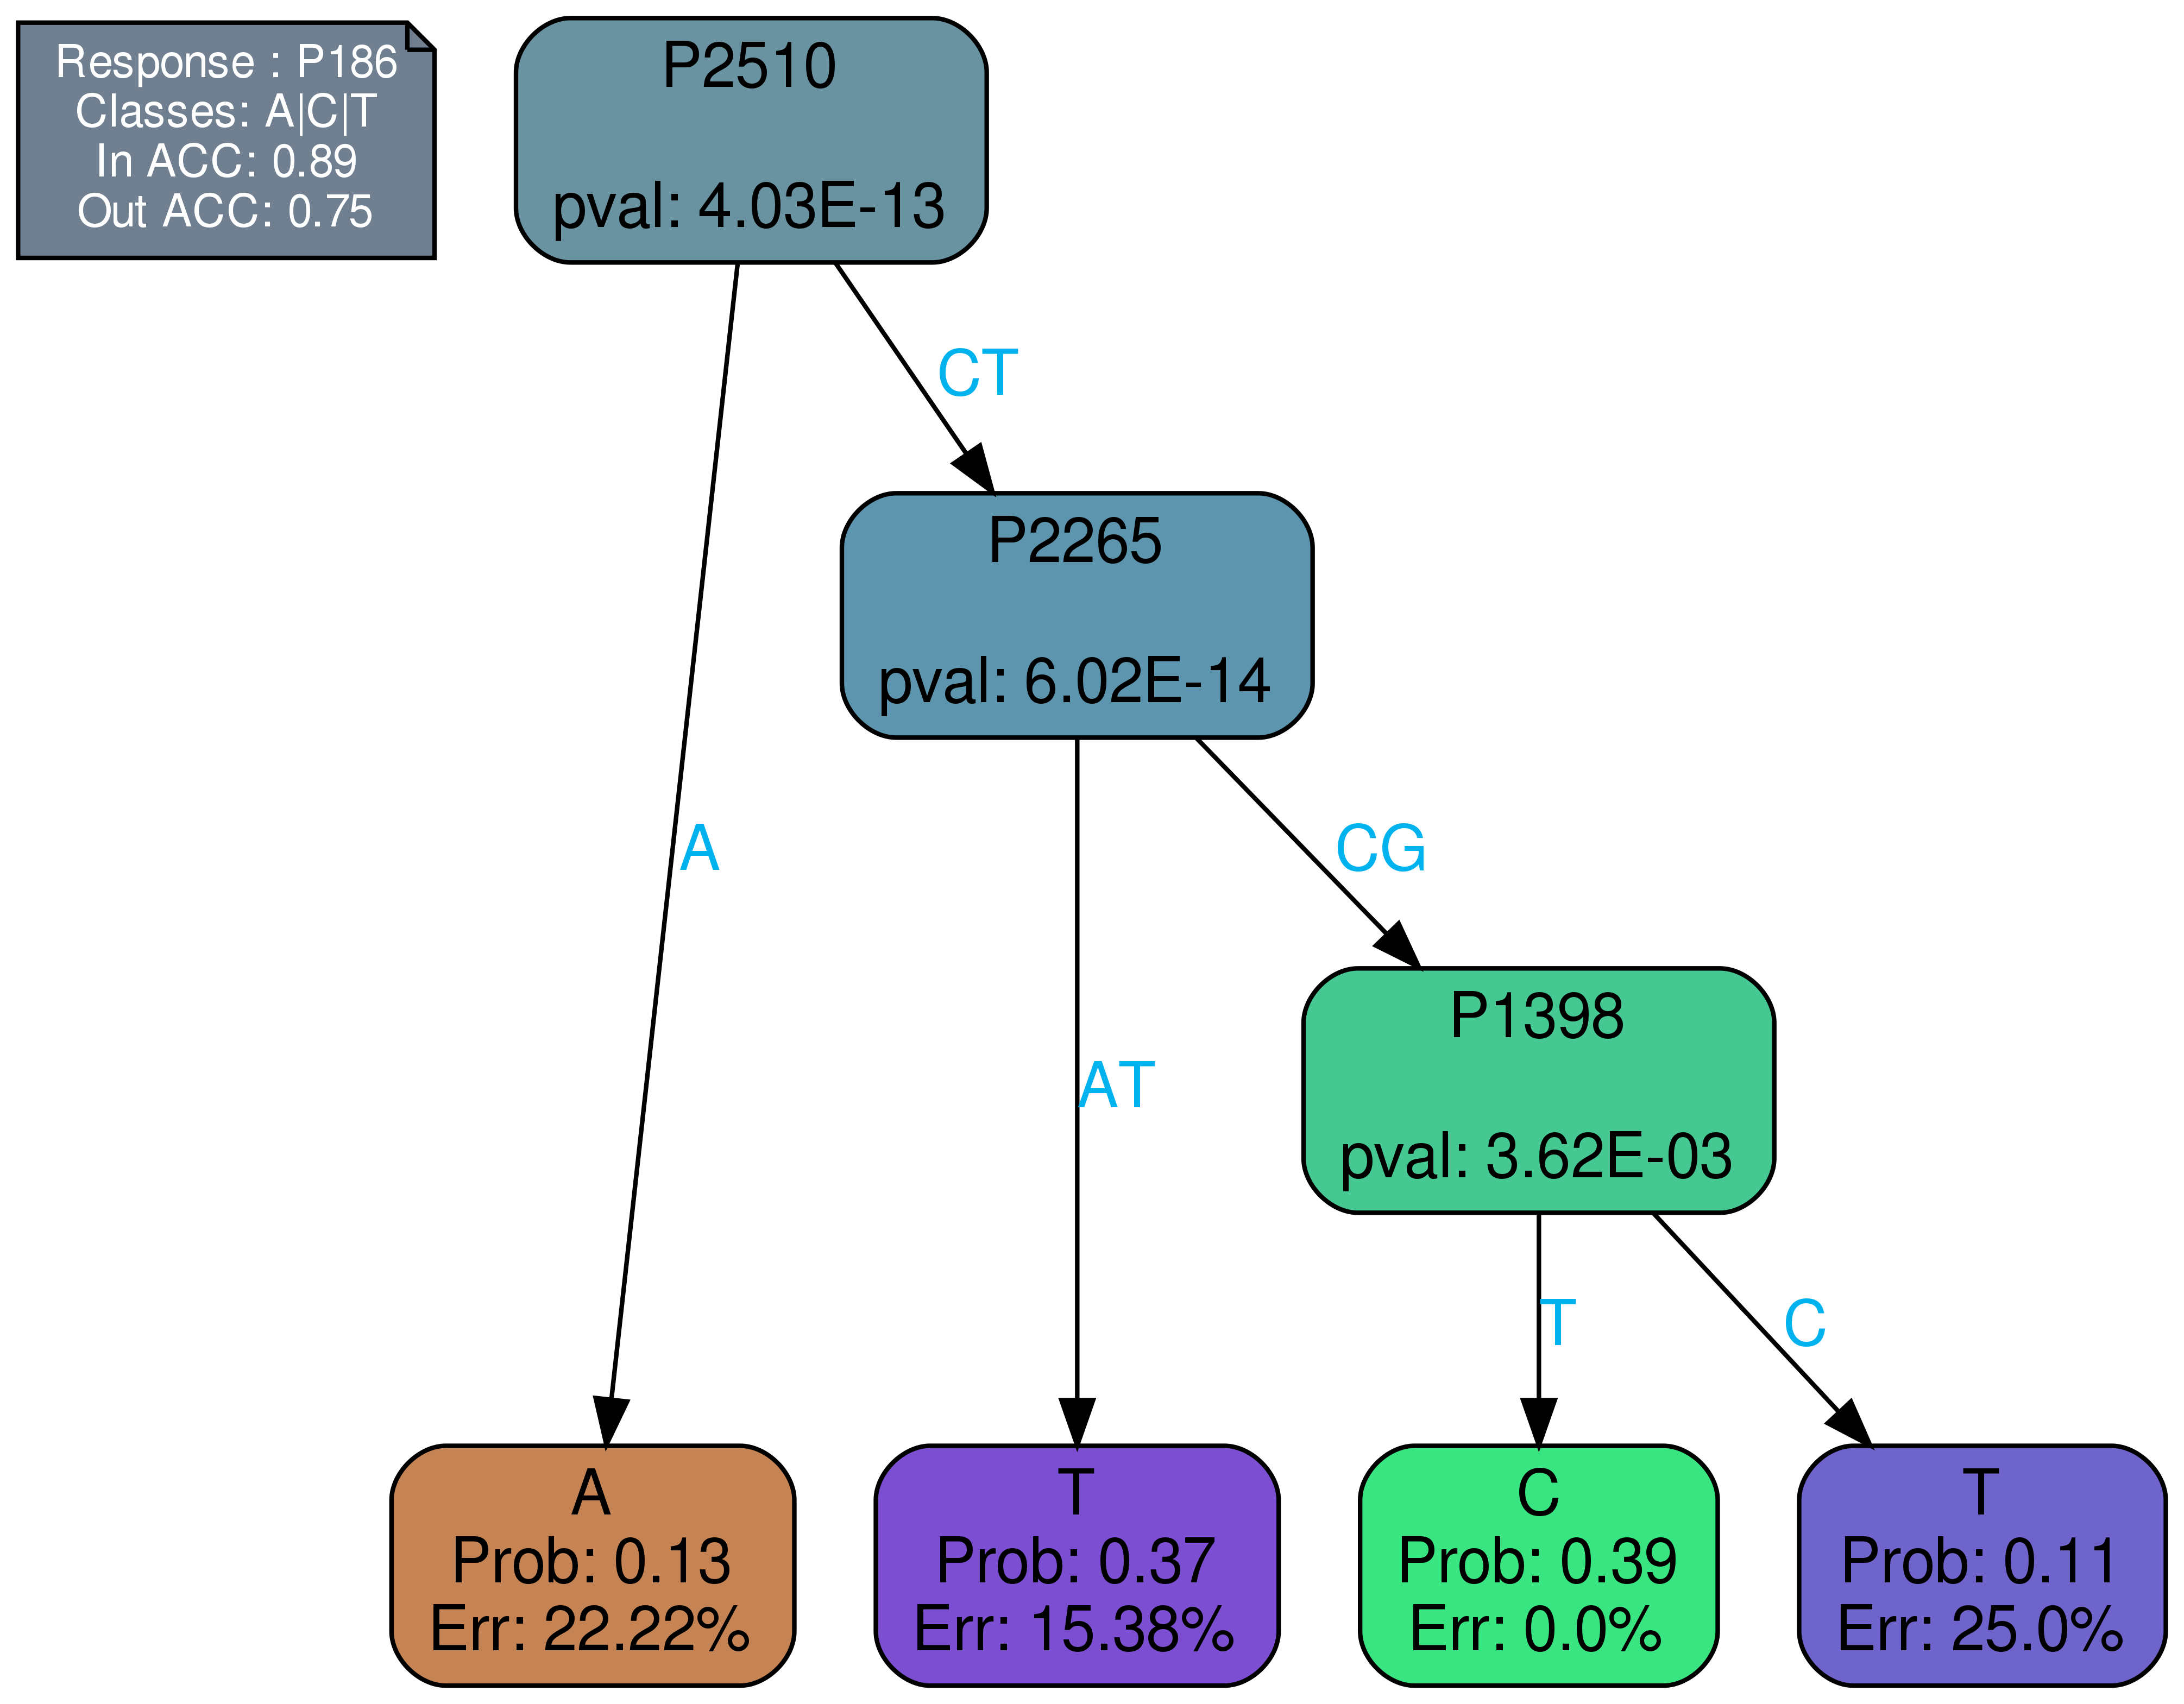 Response : P186
Classes: A|C|T
In ACC: 0.89
Out ACC: 0.75
P2510
pval: 4.03E-13
CT
P2265
pval: 6.02E-14
A
CG
P1398
pval: 3.62E-03
AT
T
C
A
Prob: 0.13
Err: 22.22%
T
Prob: 0.37
Err: 15.38%
C
Prob: 0.39
Err: 0.0%
T
Prob: 0.11
Err: 25.0%